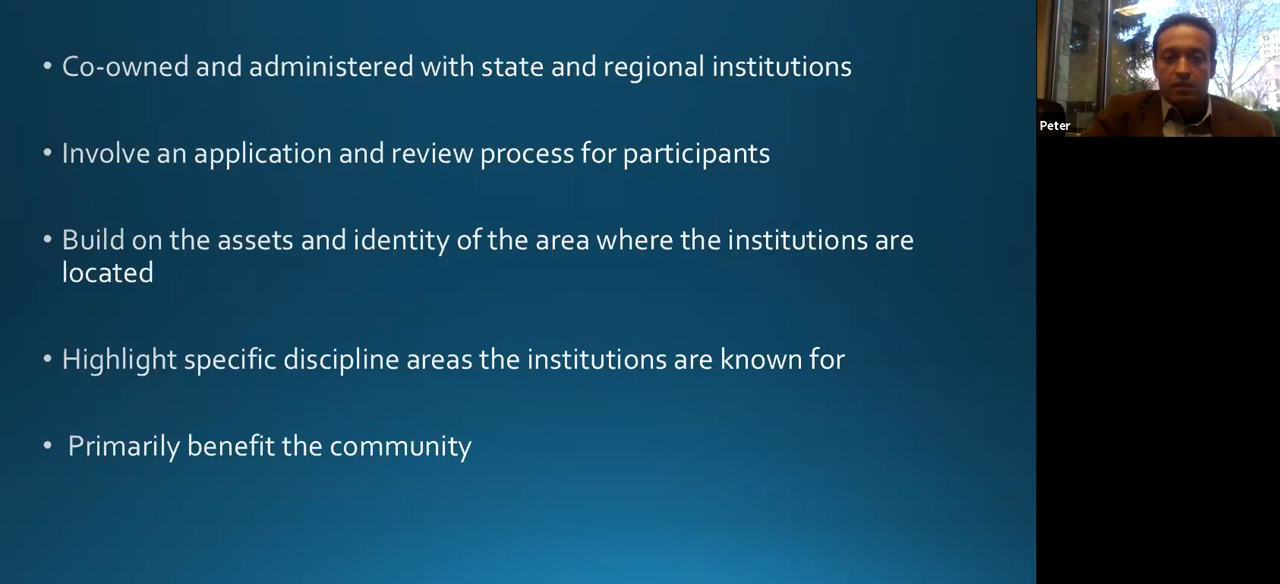 • Co-owned and administered with state and regional institutions
• Involve an application and review process for participants
• Build on the assets and identity of the area where the institutions are
located
• Highlight specific discipline areas the institutions are known for
• Primarily benefit the community
Peter